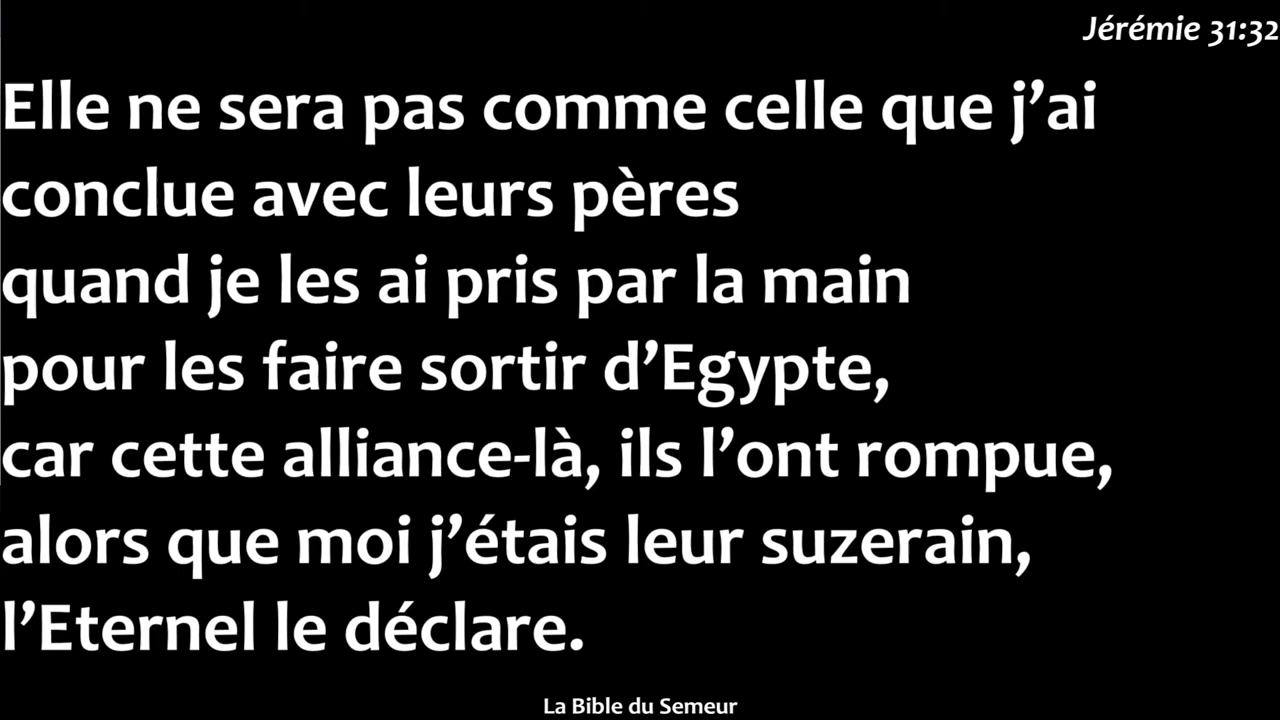 Jérémie 31:32
Elle ne sera pas comme celle que j’ai
conclue avec leurs pères
quand je les ai pris par la main
pour les faire sortir d’Egypte,
car cette alliance-là, ils l’ont rompue,
alors que moi j’étais leur suzerain,
l’Eternel le déclare.
La Bible du Semeur